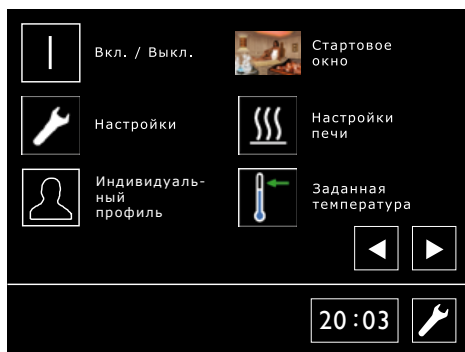 Вкл. / Выкл.
Стартовое
окно
Настройки
Настройки
печи
Индивидуаль-
ный
профиль
Заданная
температура
20:03